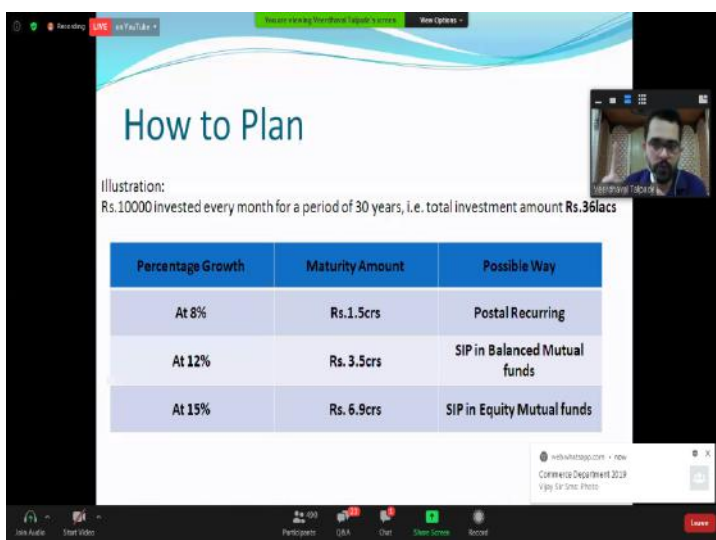 Recording LIVE on YouTube
You are viewing Veerdhaval Talpade's screen View Options
How to Plan
Veerdhaval Talpade
Illustration:
Rs.10000 invested every month for a period of 30 years, i.e. total investment amount Rs.36lacs
Percentage Growth Maturity Amount Possible Way
At 8% Rs.1.5crs Postal Recurring
At 12% Rs. 3.5crs SIP in Balanced Mutual
funds
At 15% Rs. 6.9crs SIP in Equity Mutual funds
web.whatsapp.com • now
Commerce Department 2019
Vijay Sir Smc: Photo
Join Audio Start Video Participants Q&A Chat Share Screen Record Leave